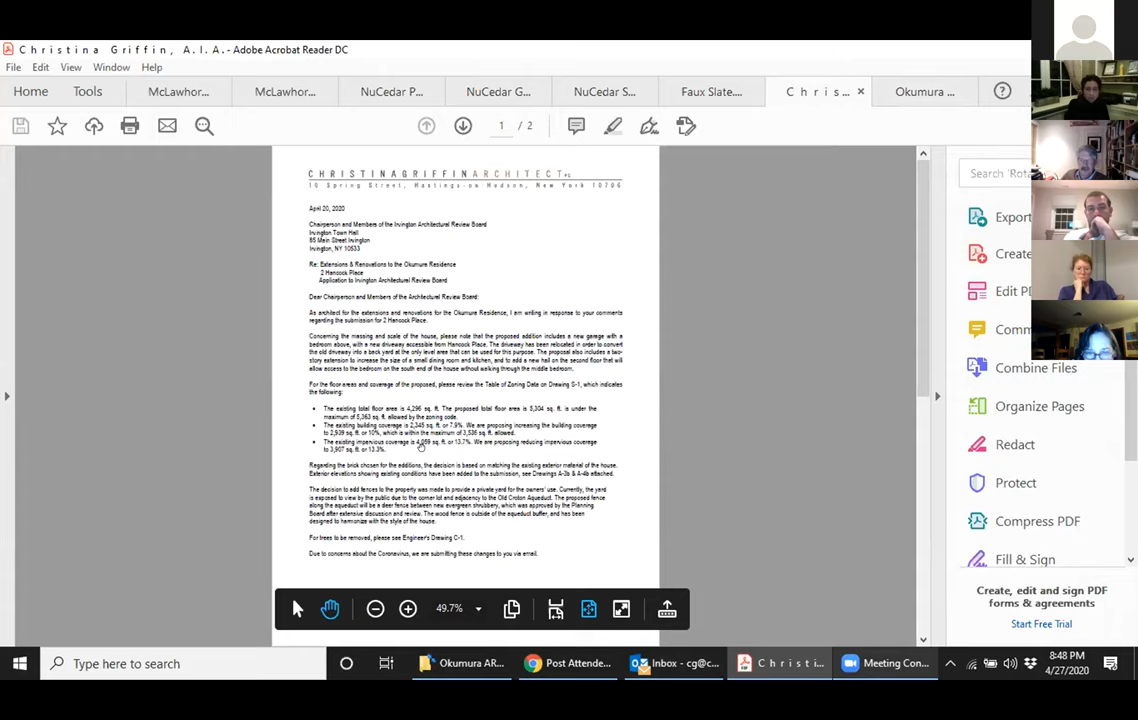 Christina Griffin, A.I.A. - Adobe Acrobat Reader DC
File Edit View Window Help
Home Tools McLawhor... McLawhor... NuCedar P... NuCedar G... NuCedar S... Faux Slate.... Chris... × Okumura ...
1 / 2
CHRISTINAGRIFFINARCHITECT PC
10 Spring Street, Hastings-on Hudson, New York 10706
April 20, 2020
Chairperson and Members of the Irvington Architectural Review Board
Irvington Town Hall
85 Main Street Irvington
Irvington, NY 10533
Re: Extensions & Renovations to the Okumura Residence
2 Hancock Place
Application to Irvington Architectural Review Board
Dear Chairperson and Members of the Architectural Review Board:
As architect for the extensions and renovations for the Okumura Residence, I am writing in response to your comments
regarding the submission for 2 Hancock Place.
Concerning the massing and scale of the house, please note that the proposed addition includes a new garage with a
bedroom above, with a new driveway accessible from Hancock Place. The driveway has been relocated in order to convert
the old driveway into a back yard at the only level area that can be used for this purpose. The proposal also includes a two-
story extension to increase the size of a small dining room and kitchen, and to add a new hall on the second floor that will
allow access to the bedroom on the south end of the house without walking through the middle bedroom.
For the floor areas and coverage of the proposed, please review the Table of Zoning Data on Drawing S-1, which indicates
the following:
• The existing total floor area is 4,296 sq. ft. The proposed total floor area is 5,304 sq. ft. is under the
maximum of 5,363 sq. ft. allowed by the zoning code.
• The existing building coverage is 2,345 sq. ft. or 7.9%. We are proposing increasing the building coverage
to 2,939 sq. ft. or 10%, which is within the maximum of 3,536 sq. ft. allowed.
• The existing impervious coverage is 4,059 sq. ft. or 13.7%. We are proposing reducing impervious coverage
to 3,907 sq. ft. or 13.3%.
Regarding the brick chosen for the additions, the decision is based on matching the existing exterior material of the house.
Exterior elevations showing existing conditions have been added to the submission, see Drawings A-3b & A-4b attached.
The decision to add fences to the property was made to provide a private yard for the owners' use. Currently, the yard
is exposed to view by the public due to the corner lot and adjacency to the Old Croton Aqueduct. The proposed fence
along the aqueduct will be a deer fence between new evergreen shrubbery, which was approved by the Planning
Board after extensive discussion and review. The wood fence is outside of the aqueduct buffer, and has been
designed to harmonize with the style of the house.
For trees to be removed, please see Engineer's Drawing C-1.
Due to concerns about the Coronavirus, we are submitting these changes to you via email.
49.7%
Search 'Rot
Export
Create
Edit PD
Comm
Combine Files
Organize Pages
Redact
Protect
Compress PDF
Fill & Sign
Create, edit and sign PDF
forms & agreements
Start Free Trial
Type here to search
Okumura AR... Post Attende... Inbox - cg@c... Christi... Meeting Con...
8:48 PM
4/27/2020